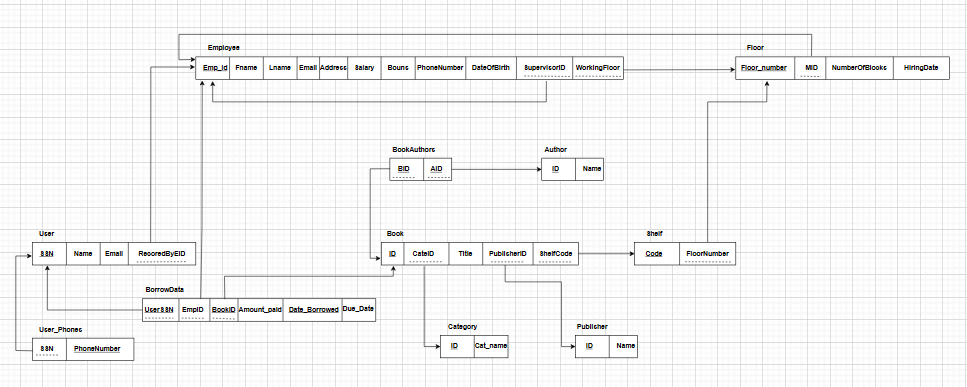 Employee
Emp_Id Fname Lname Email Address Salary Bouns PhoneNumber DateOfBirth SupervisorID WorkingFloor
Floor
Floor_number MID NumberOfBlooks HiringDate
BookAuthors
BID AID
Author
ID Name
User
SSN Name Email RecoredByEID
Book
ID CateID Title PublisherID ShelfCode
Shelf
Code FloorNumber
BorrowData
UserSSN EmpID BookID Amount_paid Date_Borrowed Due_Date
User_Phones
SSN PhoneNumber
Category
ID Cat_name
Publisher
ID Name